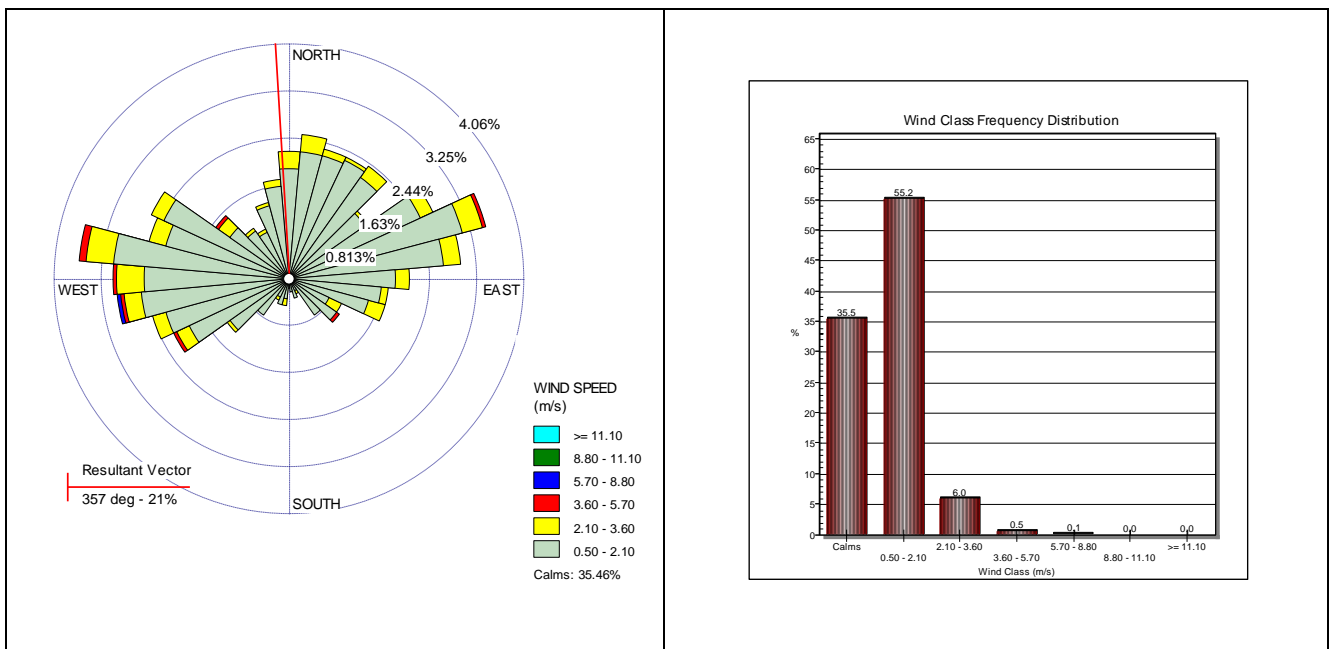 NORTH
4.06%
3.25%
2.44%
1.63%
0.813%
WEST
EAST
SOUTH
WIND SPEED
(m/s)
>= 11.10
8.80 - 11.10
5.70 - 8.80
3.60 - 5.70
2.10 - 3.60
0.50 - 2.10
Calms: 35.46%
Resultant Vector
357 deg - 21%
Wind Class Frequency Distribution
65
60
55
50
45
40
35
30
25
20
15
10
5
0
%
35.5
55.2
6.0
0.5
0.1
0.0
0.0
Calms
0.50 - 2.10
2.10 - 3.60
3.60 - 5.70
5.70 - 8.80
8.80 - 11.10
>= 11.10
Wind Class (m/s)